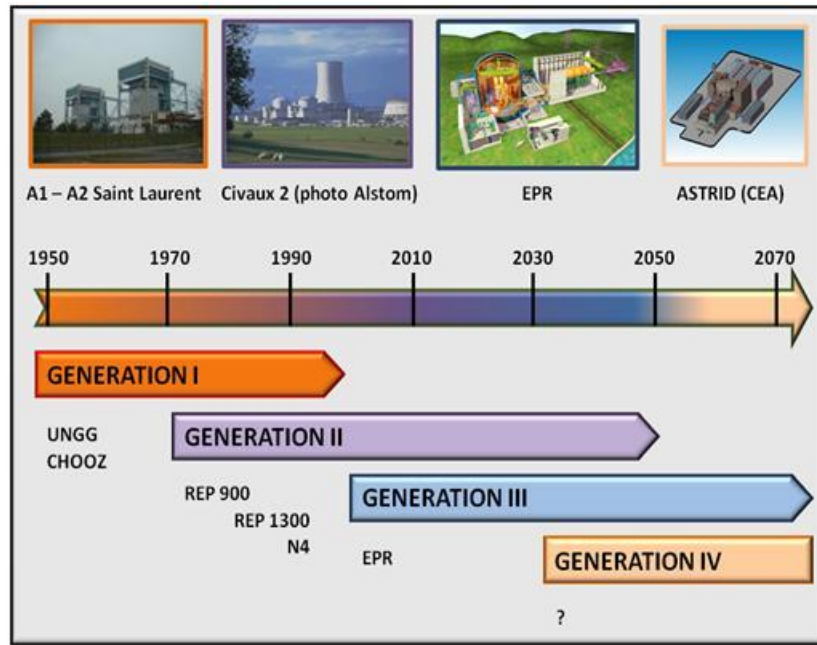 A1 – A2 Saint Laurent
Civaux 2 (photo Alstom)
EPR
ASTRID (CEA)
1950 1970 1990 2010 2030 2050 2070
GENERATION I
UNGG
CHOOZ
GENERATION II
REP 900
REP 1300
N4
GENERATION III
EPR
GENERATION IV
?